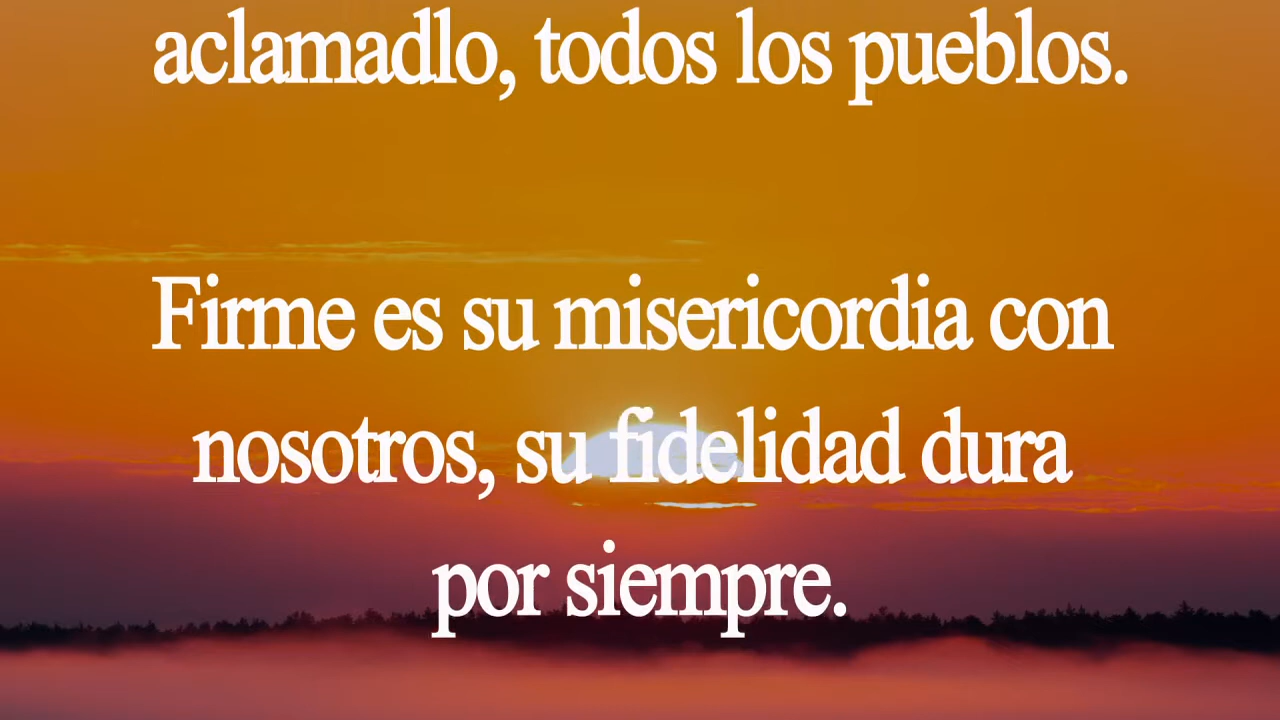 aclamadlo, todos los pueblos.
Firme es su misericordia con
nosotros, su fidelidad dura
por siempre.